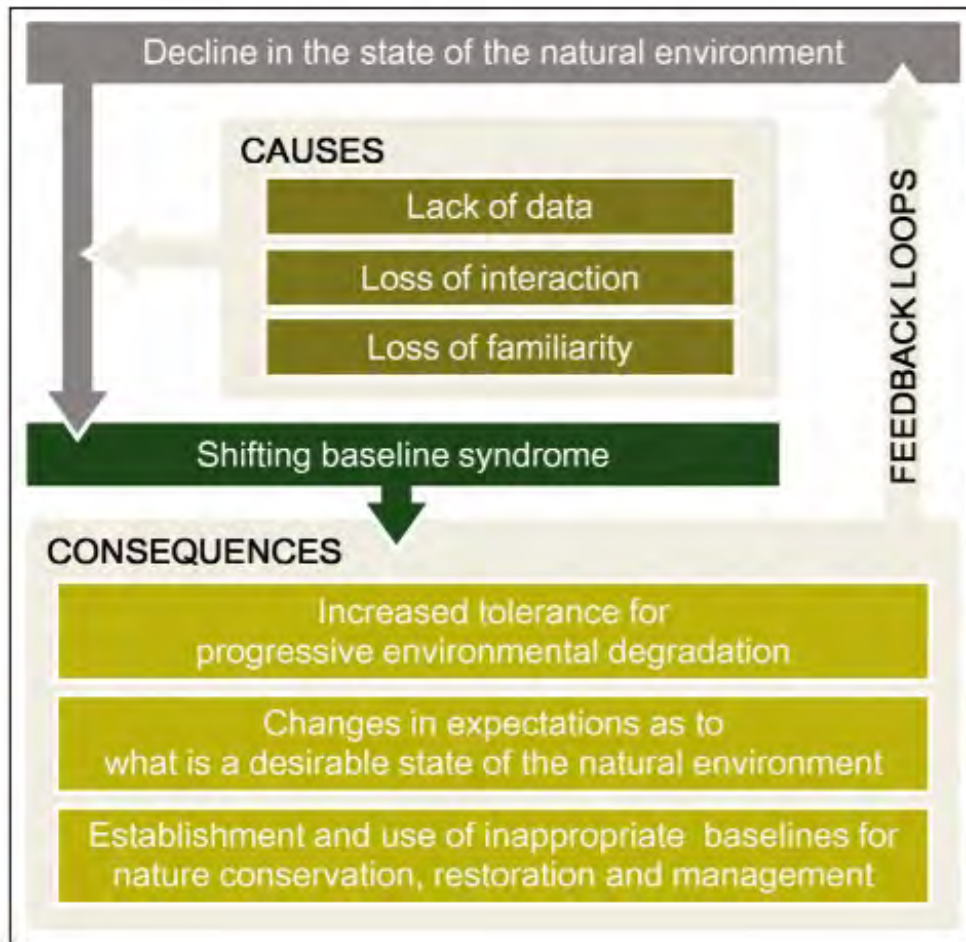 Decline in the state of the natural environment
CAUSES
Lack of data
Loss of interaction
Loss of familiarity
FEEDBACK LOOPS
Shifting baseline syndrome
CONSEQUENCES
Increased tolerance for
progressive environmental degradation
Changes in expectations as to
what is a desirable state of the natural environment
Establishment and use of inappropriate baselines for
nature conservation, restoration and management